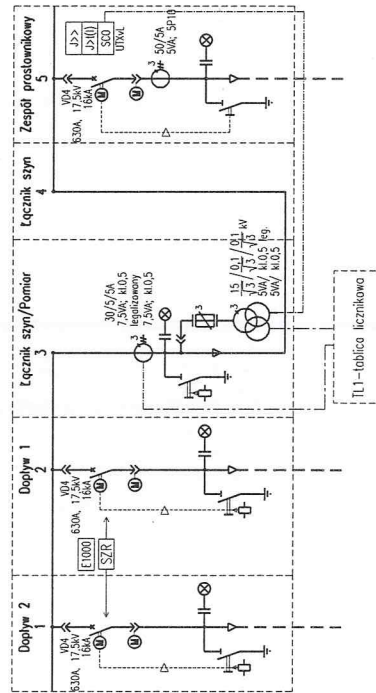 Dopływ 2
1
VD4
630A, 17,5kV
16kA
M
M
E1000
SZR
Dopływ 1
2
VD4
630A, 17,5kV
16kA
M
M
Łącznik szyn/Pomiar
3
30/5/5A
7,5VA; kl.0,5
legalizowany
7,5VA; kl.0,5
3
3
15/√3 / 0,1/√3 / 0,1/√3 kV
5VA/ kl.0,5 leg.
5VA/ kl.0,5
TL1-tablica licznikowa
Łącznik szyn
4
Zespół prostownikowy
5
J>>
J>t(i)
SCO
UTXvL
VD4
630A, 17,5kV
16kA
M
M
3
50/5A
5VA; 5P10